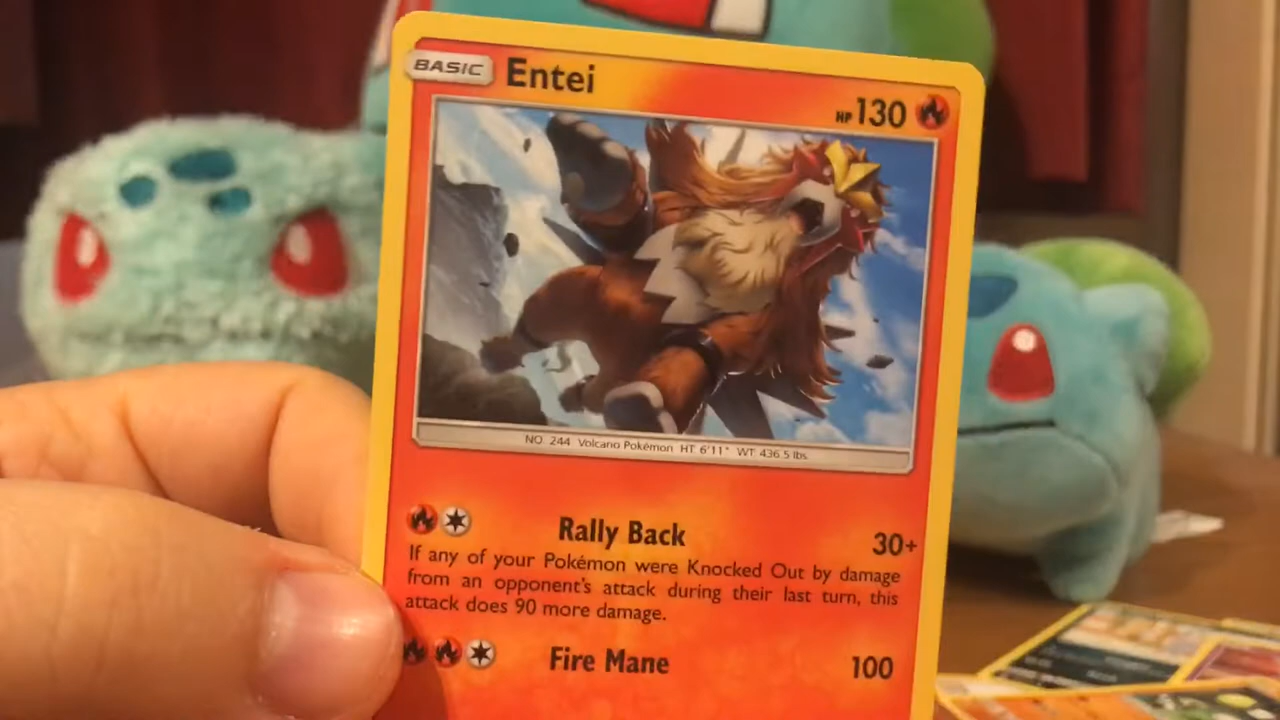 BASIC Entei HP 130
NO. 244 Volcano Pokémon HT: 6'11" WT: 436.5 lbs
Rally Back 30+
If any of your Pokémon were Knocked Out by damage
from an opponent's attack during their last turn, this
attack does 90 more damage.
Fire Mane 100